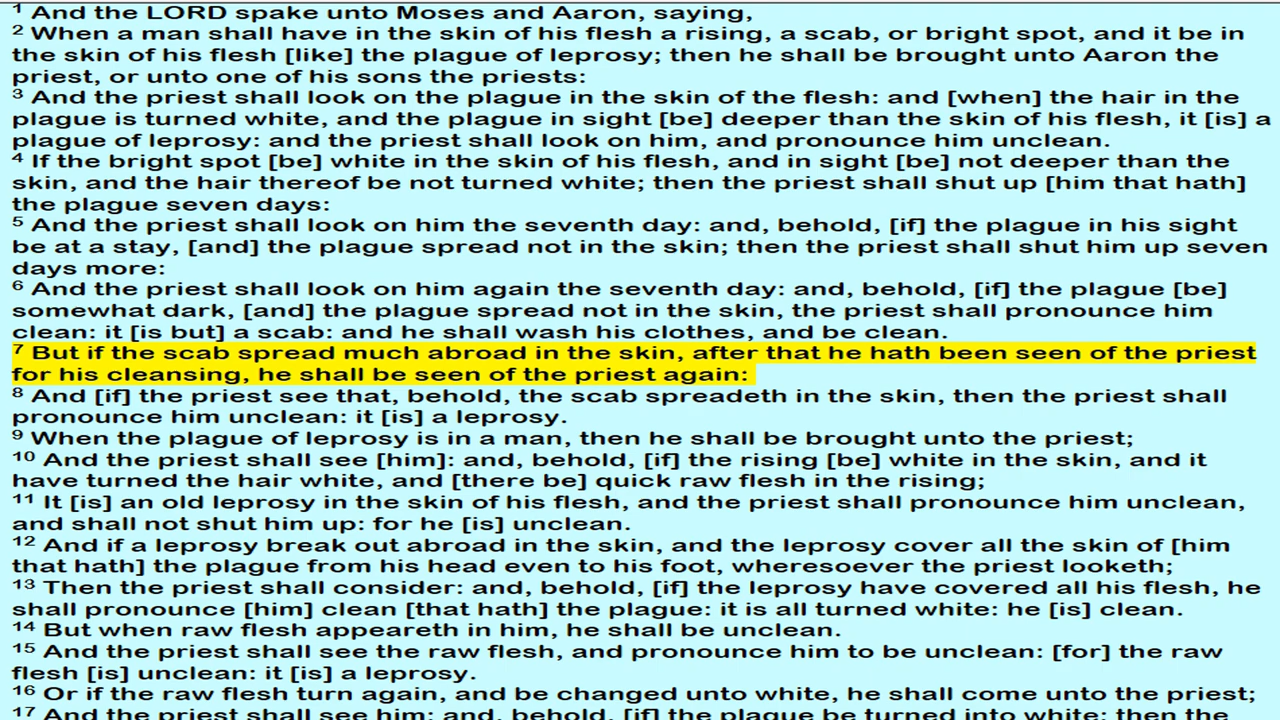 1 And the LORD spake unto Moses and Aaron, saying,
2 When a man shall have in the skin of his flesh a rising, a scab, or bright spot, and it be in
the skin of his flesh [like] the plague of leprosy; then he shall be brought unto Aaron the
priest, or unto one of his sons the priests:
3 And the priest shall look on the plague in the skin of the flesh: and [when] the hair in the
plague is turned white, and the plague in sight [be] deeper than the skin of his flesh, it [is] a
plague of leprosy: and the priest shall look on him, and pronounce him unclean.
4 If the bright spot [be] white in the skin of his flesh, and in sight [be] not deeper than the
skin, and the hair thereof be not turned white; then the priest shall shut up [him that hath]
the plague seven days:
5 And the priest shall look on him the seventh day: and, behold, [if] the plague in his sight
be at a stay, [and] the plague spread not in the skin; then the priest shall shut him up seven
days more:
6 And the priest shall look on him again the seventh day: and, behold, [if] the plague [be]
somewhat dark, [and] the plague spread not in the skin, the priest shall pronounce him
clean: it [is but] a scab: and he shall wash his clothes, and be clean.
7 But if the scab spread much abroad in the skin, after that he hath been seen of the priest
for his cleansing, he shall be seen of the priest again:
8 And [if] the priest see that, behold, the scab spreadeth in the skin, then the priest shall
pronounce him unclean: it [is] a leprosy.
9 When the plague of leprosy is in a man, then he shall be brought unto the priest;
10 And the priest shall see [him]: and, behold, [if] the rising [be] white in the skin, and it
have turned the hair white, and [there be] quick raw flesh in the rising;
11 It [is] an old leprosy in the skin of his flesh, and the priest shall pronounce him unclean,
and shall not shut him up: for he [is] unclean.
12 And if a leprosy break out abroad in the skin, and the leprosy cover all the skin of [him
that hath] the plague from his head even to his foot, wheresoever the priest looketh;
13 Then the priest shall consider: and, behold, [if] the leprosy have covered all his flesh, he
shall pronounce [him] clean [that hath] the plague: it is all turned white: he [is] clean.
14 But when raw flesh appeareth in him, he shall be unclean.
15 And the priest shall see the raw flesh, and pronounce him to be unclean: [for] the raw
flesh [is] unclean: it [is] a leprosy.
16 Or if the raw flesh turn again, and be changed unto white, he shall come unto the priest;
17 And the priest shall see him: and, behold, [if] the plague be turned into white; then the